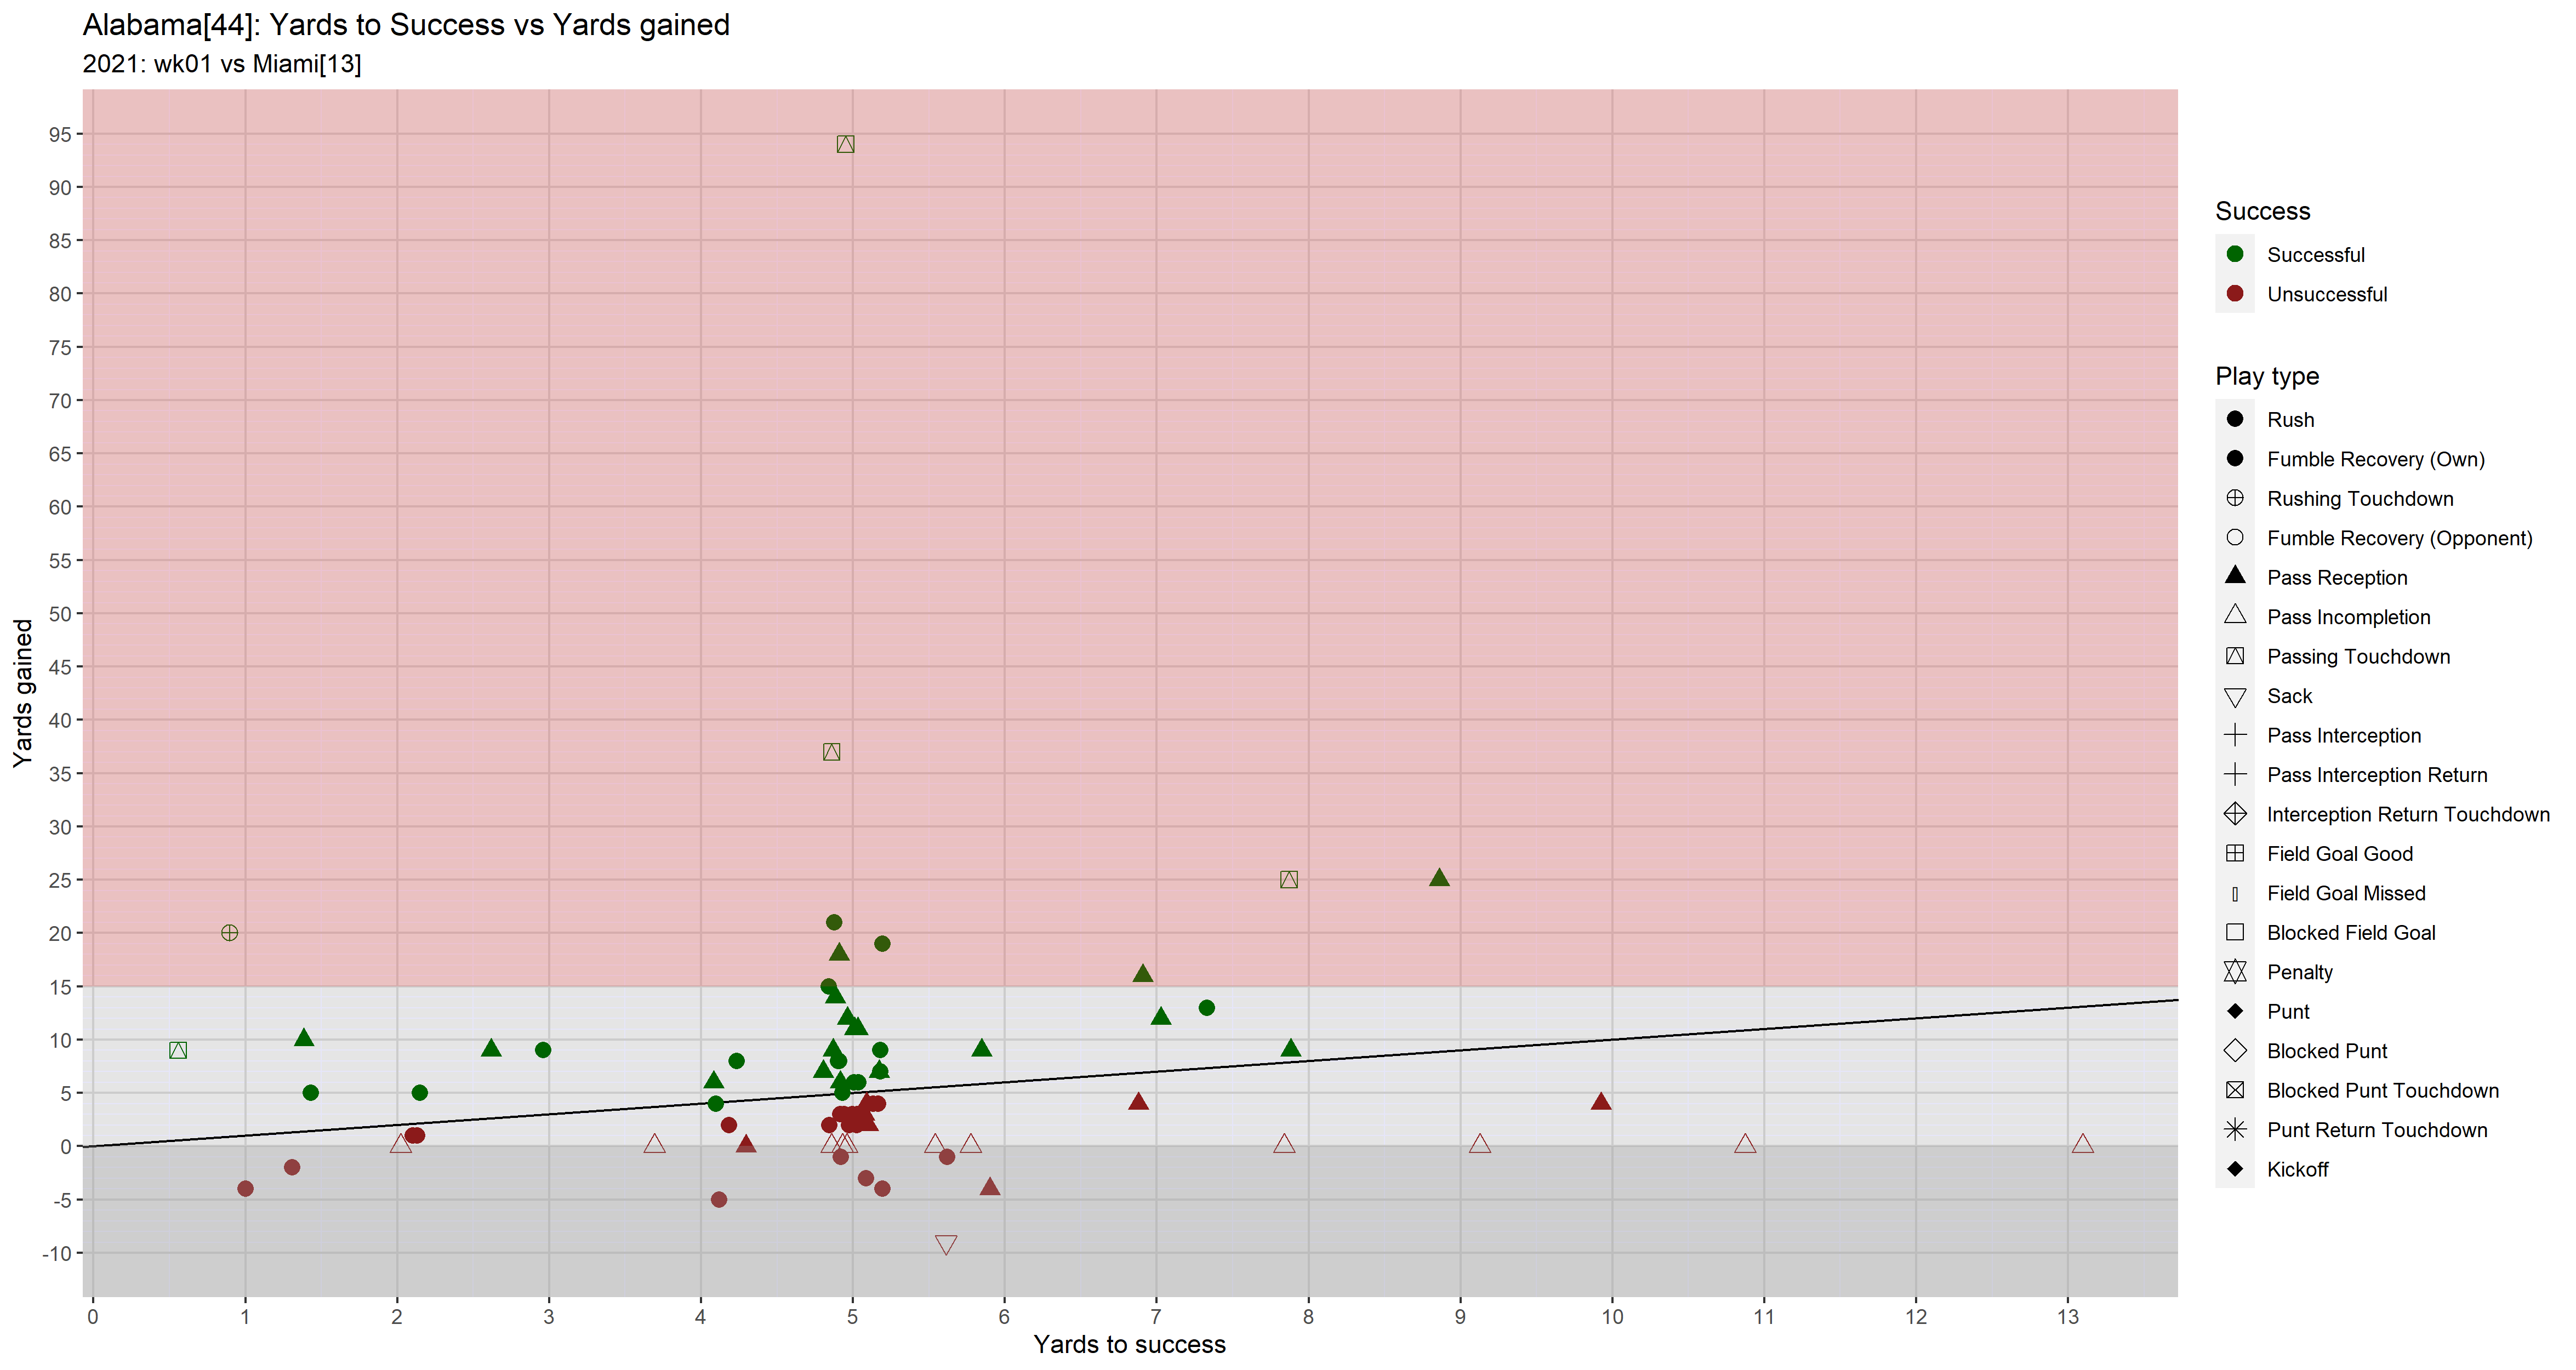 Alabama[44]: Yards to Success vs Yards gained
2021: wk01 vs Miami[13]
Yards gained
95
90
85
80
75
70
65
60
55
50
45
40
35
30
25
20
15
10
5
0
-5
-10
0 1 2 3 4 5 6 7 8 9 10 11 12 13
Yards to success
Success
Successful
Unsuccessful
Play type
Rush
Fumble Recovery (Own)
Rushing Touchdown
Fumble Recovery (Opponent)
Pass Reception
Pass Incompletion
Passing Touchdown
Sack
Pass Interception
Pass Interception Return
Interception Return Touchdown
Field Goal Good
Field Goal Missed
Blocked Field Goal
Penalty
Punt
Blocked Punt
Blocked Punt Touchdown
Punt Return Touchdown
Kickoff